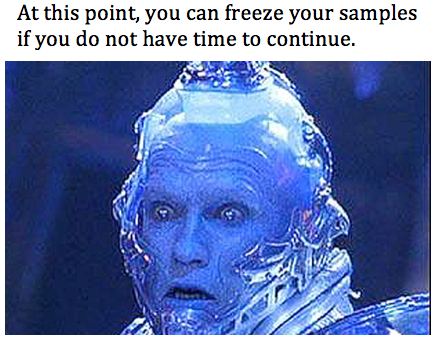 At this point, you can freeze your samples
if you do not have time to continue.